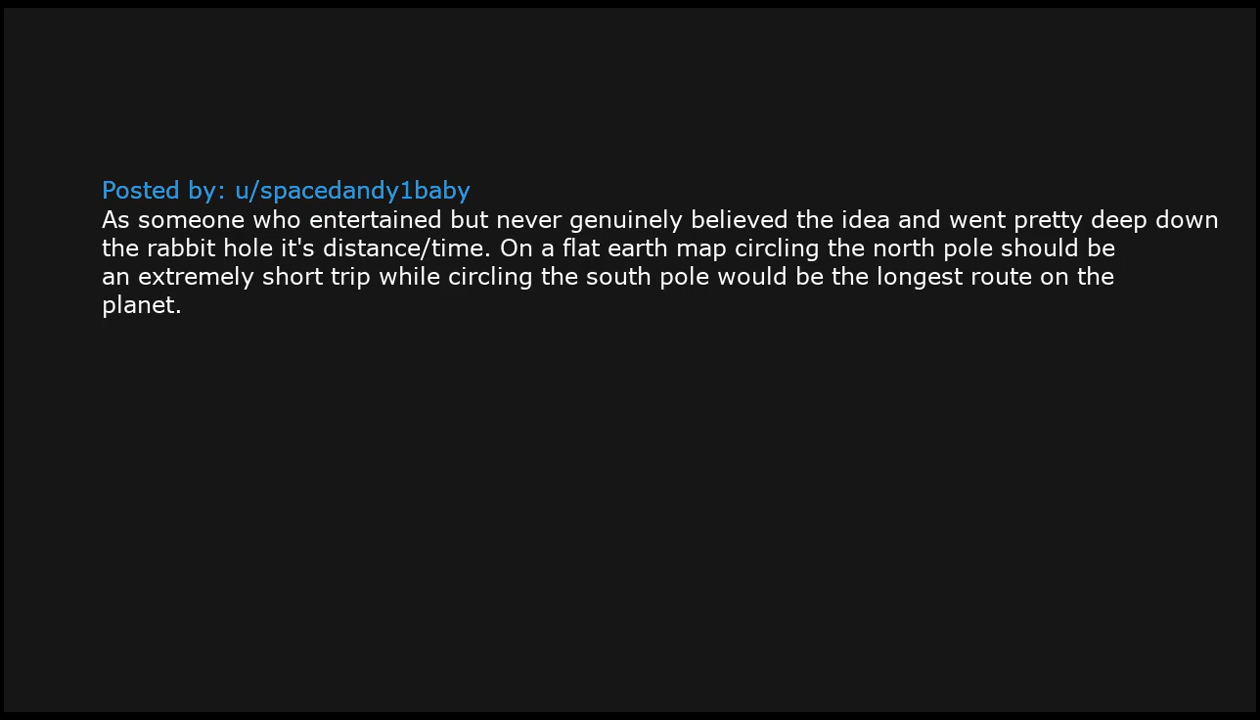 Posted by: u/spacedandy1baby
As someone who entertained but never genuinely believed the idea and went pretty deep down
the rabbit hole it's distance/time. On a flat earth map circling the north pole should be
an extremely short trip while circling the south pole would be the longest route on the
planet.